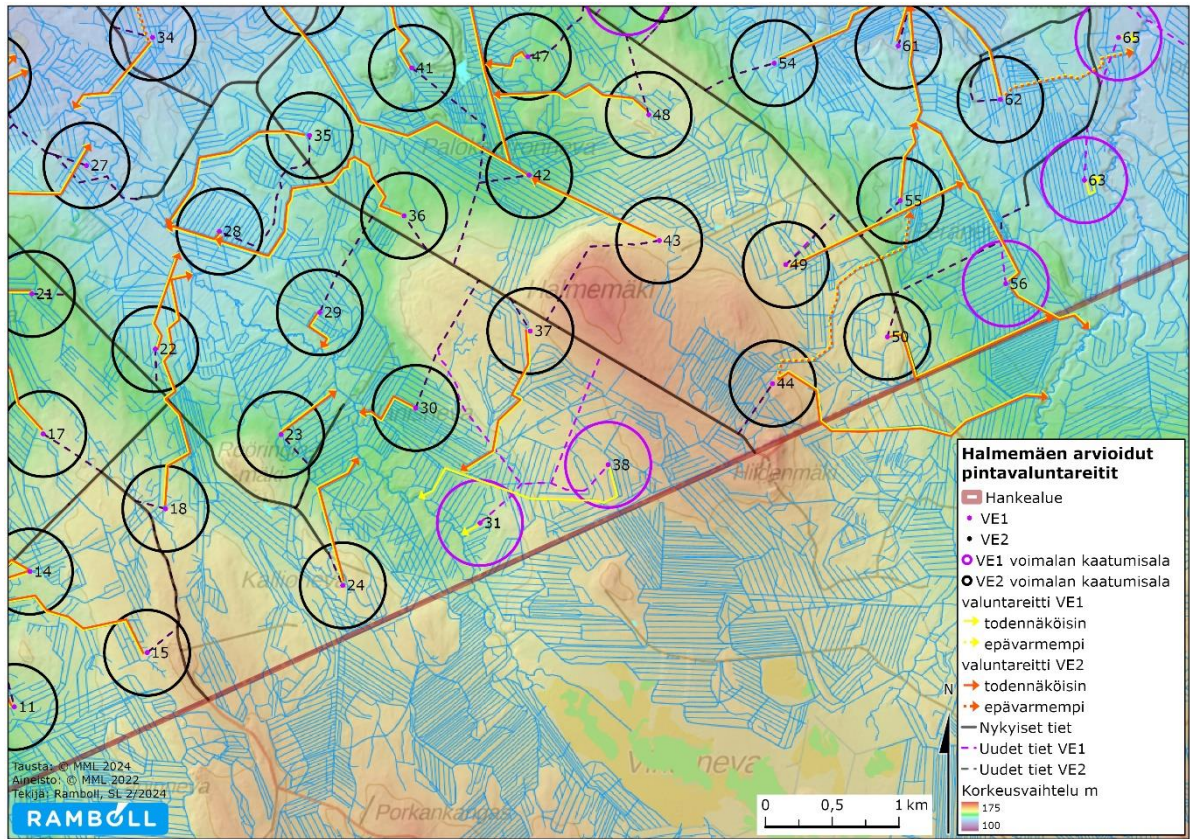 34
41
47
54
61
65
62
48
35
27
Halmemäki
42
63
55
36
28
43
49
56
21
29
37
50
22
44
30
17
23
38
Hiidenmäki
31
18
14
Kallioneva
24
15
11
Porkankangas
Halmemäen arvioidut
pintavaluntareitit
Hankealue
VE1
VE2
VE1 voimalan kaatumisala
VE2 voimalan kaatumisala
valuntareitti VE1
todennäköisin
epävarmempi
valuntareitti VE2
todennäköisin
epävarmempi
Nykyiset tiet
Uudet tiet VE1
Uudet tiet VE2
Korkeusvaihtelu m
175
100
N
0 0,5 1 km
Tausta: © MML 2024
Aineisto: © MML 2022
Tekijä: Ramboll, SL 2/2024
RAMBOLL